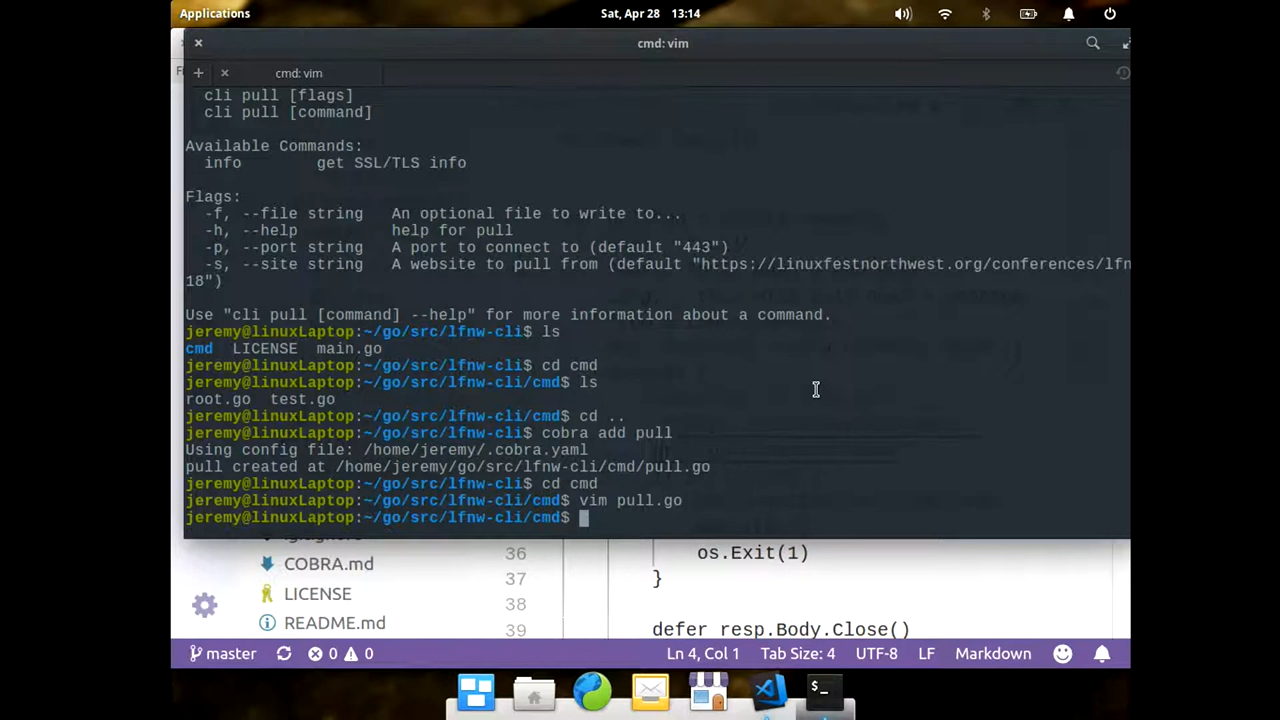 Applications
Sat, Apr 28 13:14
cmd: vim
cmd: vim
cli pull [flags]
cli pull [command]
Available Commands:
info get SSL/TLS info
Flags:
-f, --file string An optional file to write to...
-h, --help help for pull
-p, --port string A port to connect to (default "443")
-s, --site string A website to pull from (default "https://linuxfestnorthwest.org/conferences/lfn
18")
Use "cli pull [command] --help" for more information about a command.
jeremy@linuxLaptop:~/go/src/lfnw-cli$ ls
cmd LICENSE main.go
jeremy@linuxLaptop:~/go/src/lfnw-cli$ cd cmd
jeremy@linuxLaptop:~/go/src/lfnw-cli/cmd$ ls
root.go test.go
jeremy@linuxLaptop:~/go/src/lfnw-cli/cmd$ cd ..
jeremy@linuxLaptop:~/go/src/lfnw-cli$ cobra add pull
Using config file: /home/jeremy/.cobra.yaml
pull created at /home/jeremy/go/src/lfnw-cli/cmd/pull.go
jeremy@linuxLaptop:~/go/src/lfnw-cli$ cd cmd
jeremy@linuxLaptop:~/go/src/lfnw-cli/cmd$ vim pull.go
jeremy@linuxLaptop:~/go/src/lfnw-cli/cmd$
36 os.Exit(1)
COBRA.md
37 }
LICENSE
38
README.md
39 defer resp.Body.Close()
master 0 0 Ln 4, Col 1 Tab Size: 4 UTF-8 LF Markdown